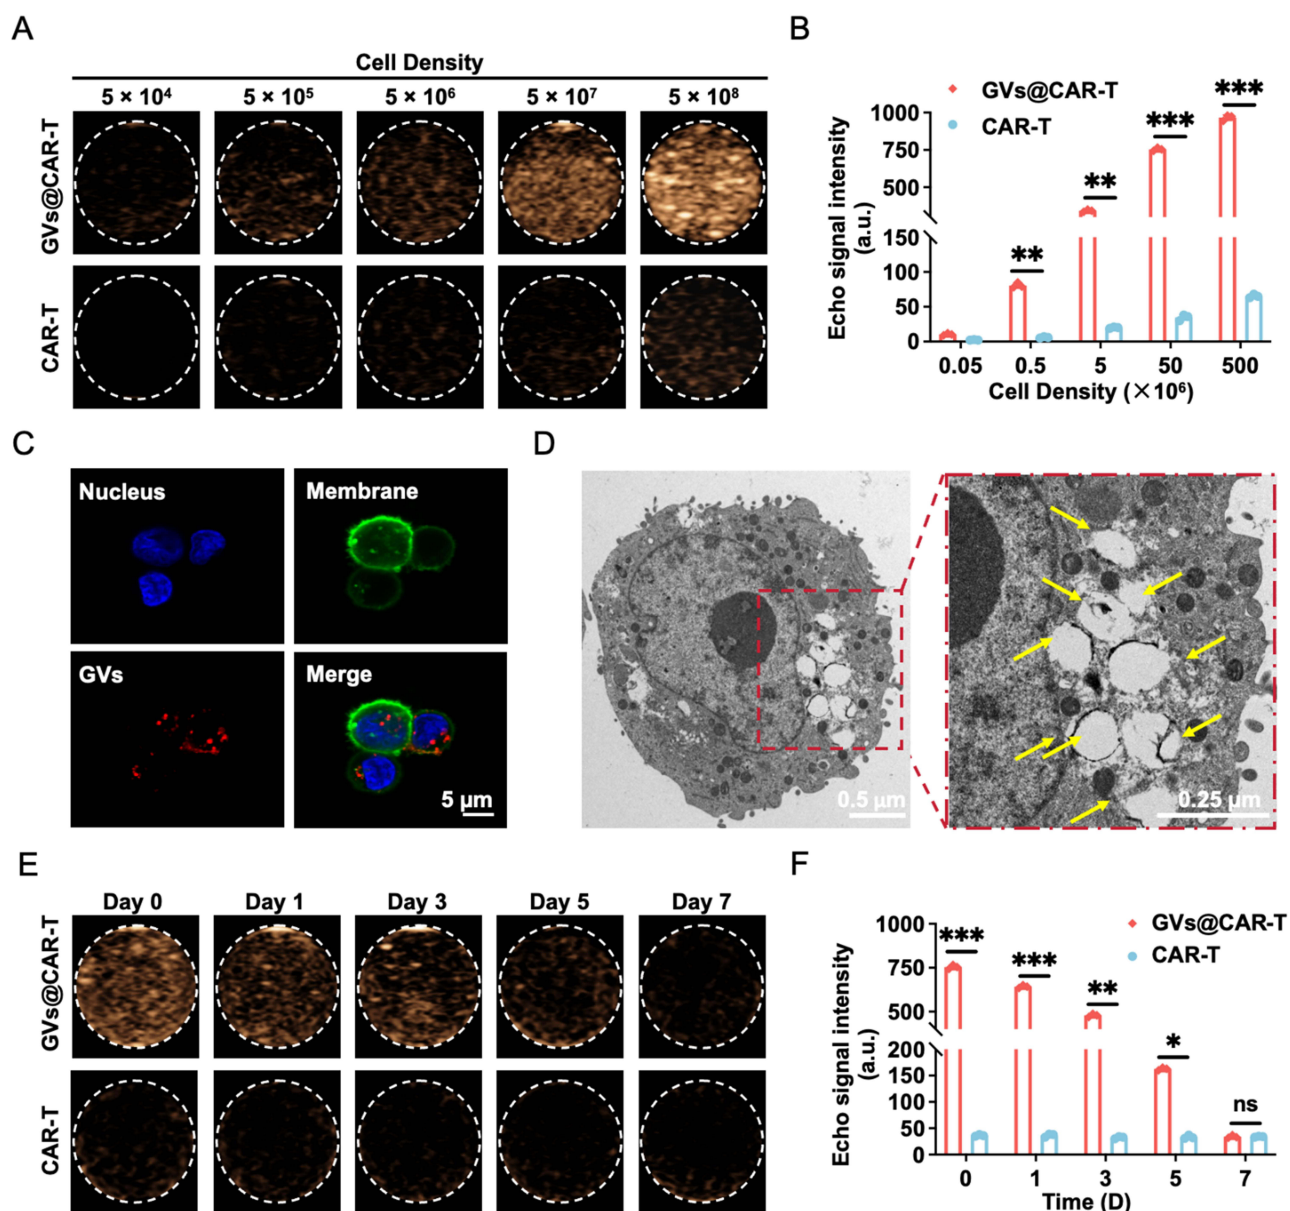 A
Cell Density
5 × 10⁴ 5 × 10⁵ 5 × 10⁶ 5 × 10⁷ 5 × 10⁸
GVs@CAR-T
CAR-T
B
GVs@CAR-T
CAR-T
Echo signal intensity
(a.u.)
1000
750
500
150
100
50
0
** ** *** ***
0.05 0.5 5 50 500
Cell Density (×10⁶)
C
Nucleus
Membrane
GVs
Merge
5 μm
D
0.5 μm
0.25 μm
E
Day 0 Day 1 Day 3 Day 5 Day 7
GVs@CAR-T
CAR-T
F
GVs@CAR-T
CAR-T
Echo signal intensity
(a.u.)
1000
750
500
200
150
100
50
0
*** *** ** * ns
0 1 3 5 7
Time (D)